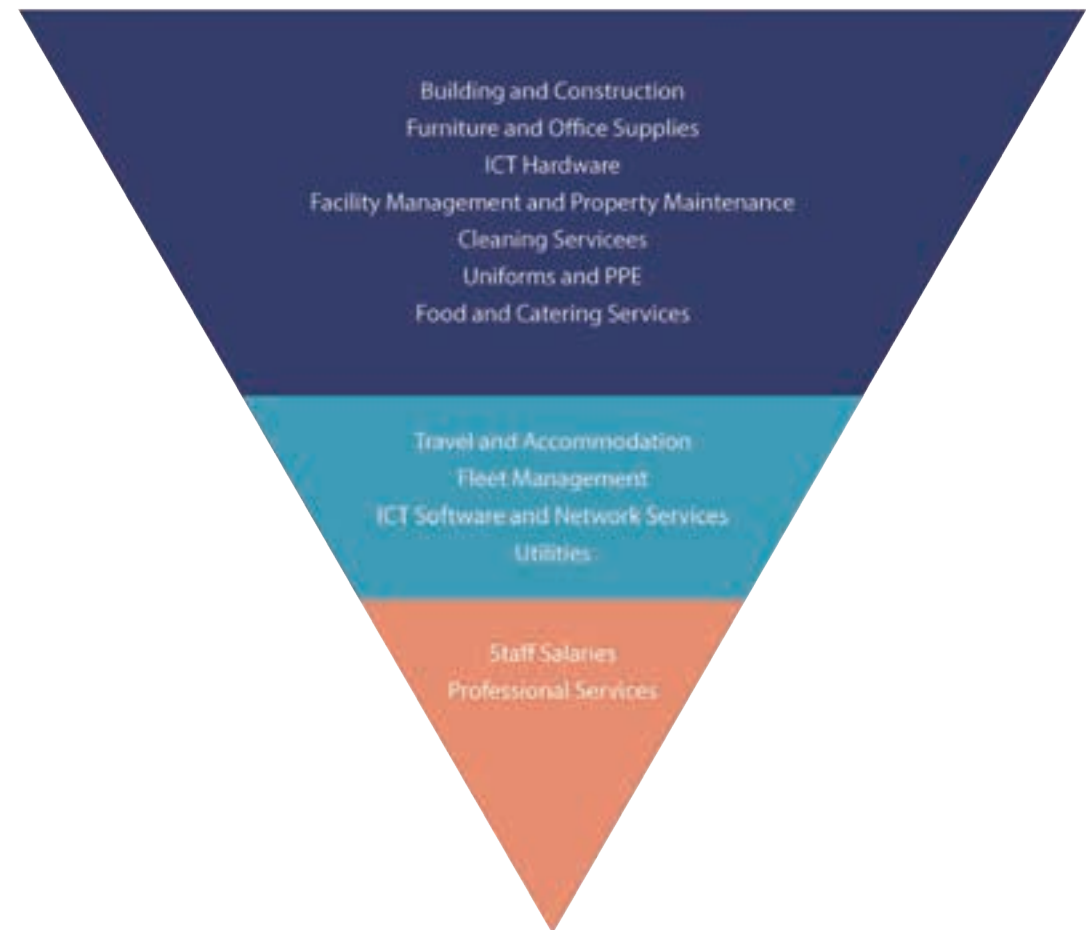 Building and Construction
Furniture and Office Supplies
ICT Hardware
Facility Management and Property Maintenance
Cleaning Servicees
Uniforms and PPE
Food and Catering Services
Travel and Accommodation
Fleet Management
ICT Software and Network Services
Utilities
Staff Salaries
Professional Services